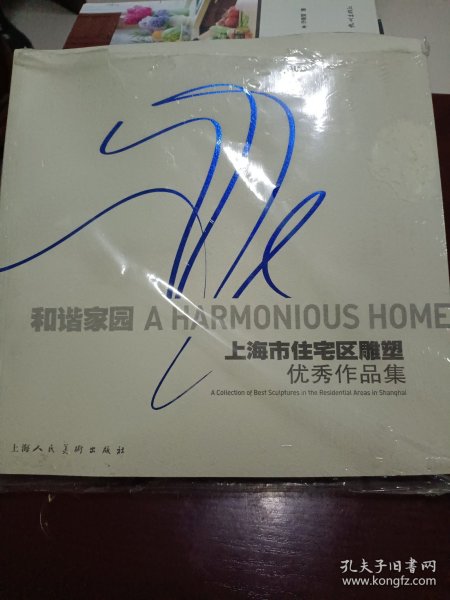 和谐家园 A HARMONIOUS HOME
上海市住宅区雕塑
优秀作品集
A Collection of Best Sculptures in the Residential Areas in Shanghai
上海人民美術出版社
孔夫子旧书网
www.kongfz.com